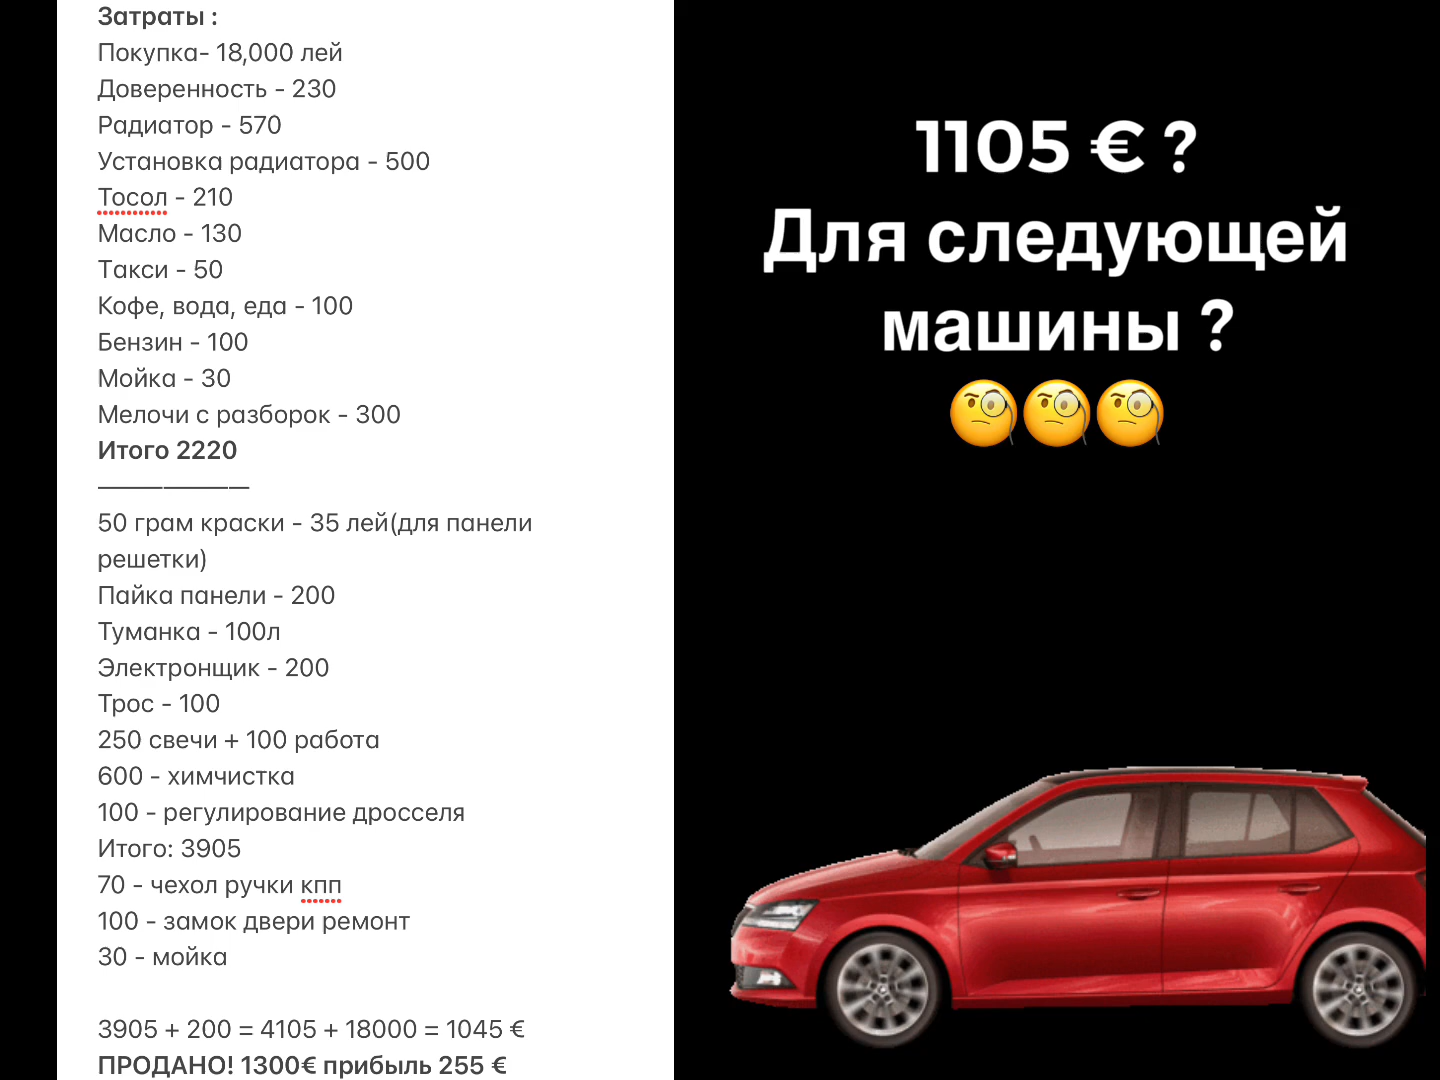 Затраты :
Покупка- 18,000 лей
Доверенность - 230
Радиатор - 570
Установка радиатора - 500
Тосол - 210
Масло - 130
Такси - 50
Кофе, вода, еда - 100
Бензин - 100
Мойка - 30
Мелочи с разборок - 300
Итого 2220
———————
50 грам краски - 35 лей(для панели
решетки)
Пайка панели - 200
Туманка - 100л
Электронщик - 200
Трос - 100
250 свечи + 100 работа
600 - химчистка
100 - регулирование дросселя
Итого: 3905
70 - чехол ручки кпп
100 - замок двери ремонт
30 - мойка
3905 + 200 = 4105 + 18000 = 1045 €
ПРОДАНО! 1300€ прибыль 255 €
1105 € ?
Для следующей
машины ?
🧐🧐🧐